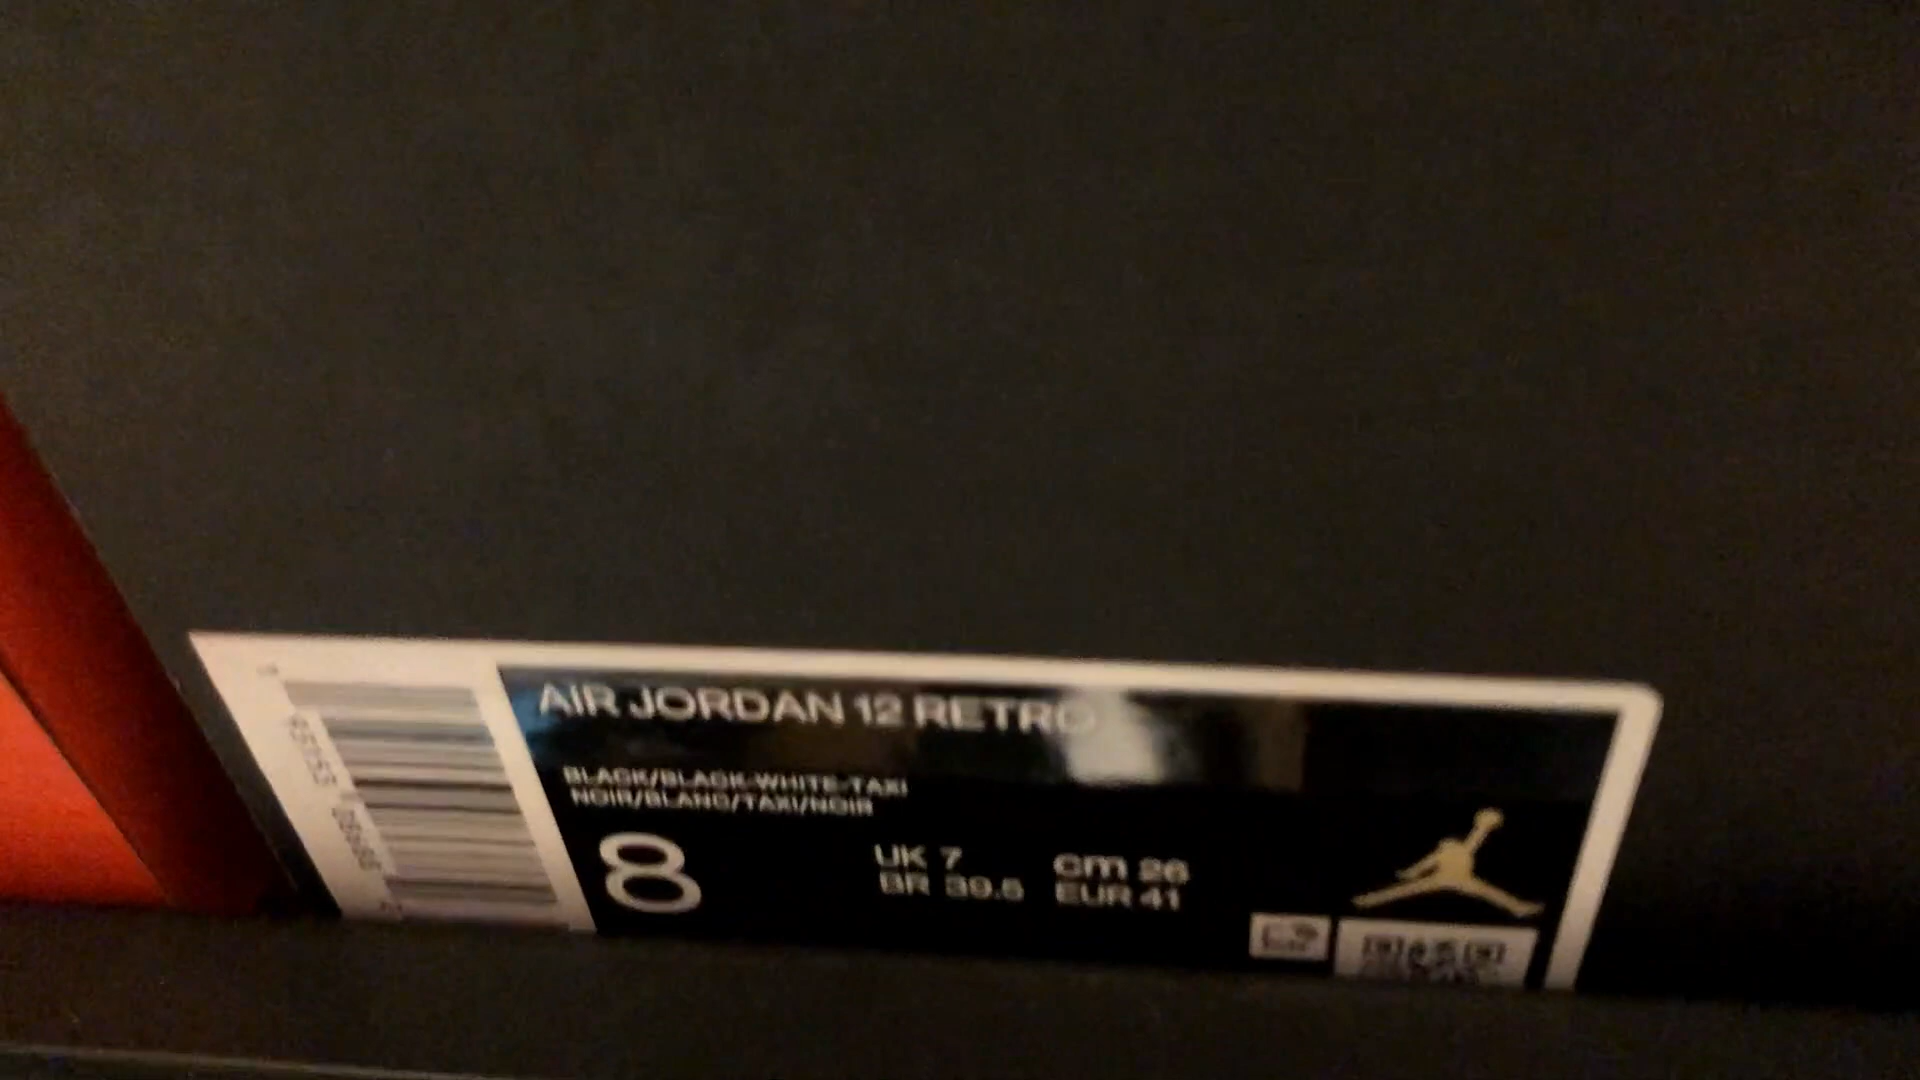 AIR JORDAN 12 RETRO
BLACK/BLACK-WHITE-TAXI
NOIR/BLANC/TAXI/NOIR
8
UK 7
BR 39.5
cm 26
EUR 41